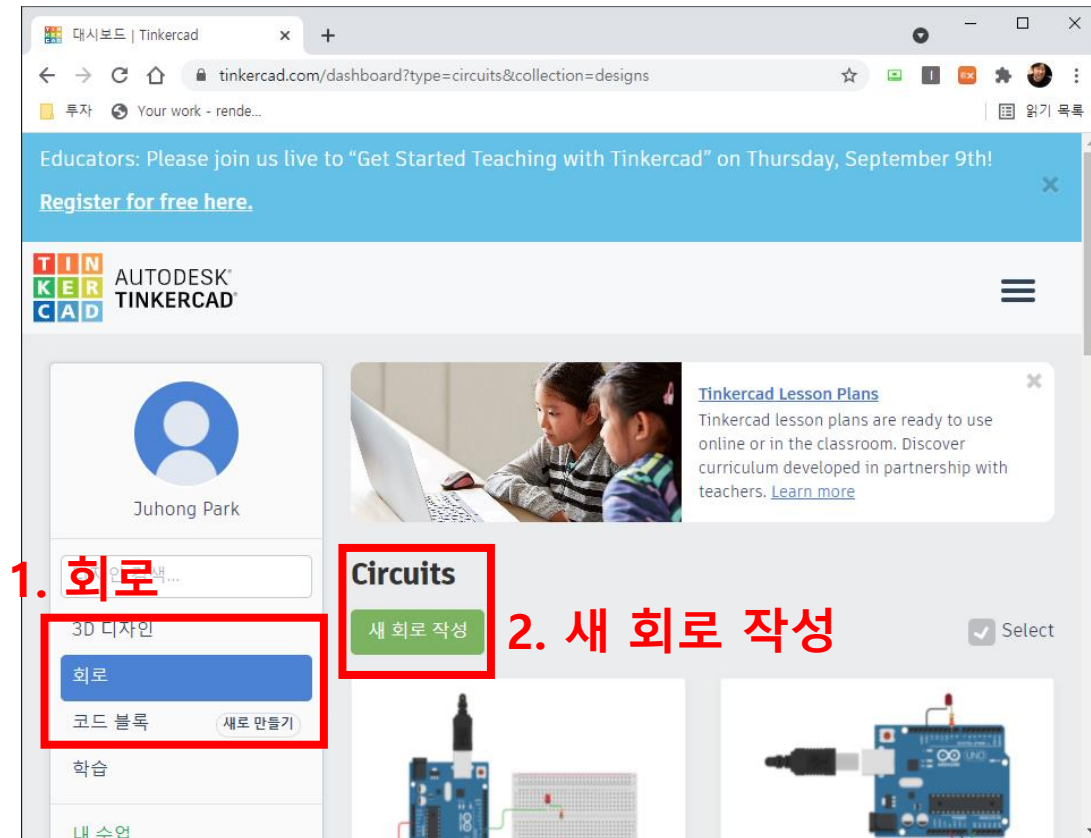 대시보드 | Tinkercad
tinkercad.com/dashboard?type=circuits&collection=designs
투자
Your work - rende...
읽기 목록
Educators: Please join us live to “Get Started Teaching with Tinkercad” on Thursday, September 9th!
Register for free here.
TINKERCAD
AUTODESK®
TINKERCAD®
Tinkercad Lesson Plans
Tinkercad lesson plans are ready to use
online or in the classroom. Discover
curriculum developed in partnership with
teachers. Learn more
Juhong Park
1. 회로
Circuits
3D 디자인
새 회로 작성
2. 새 회로 작성
Select
회로
코드 블록
새로 만들기
학습
내 수업